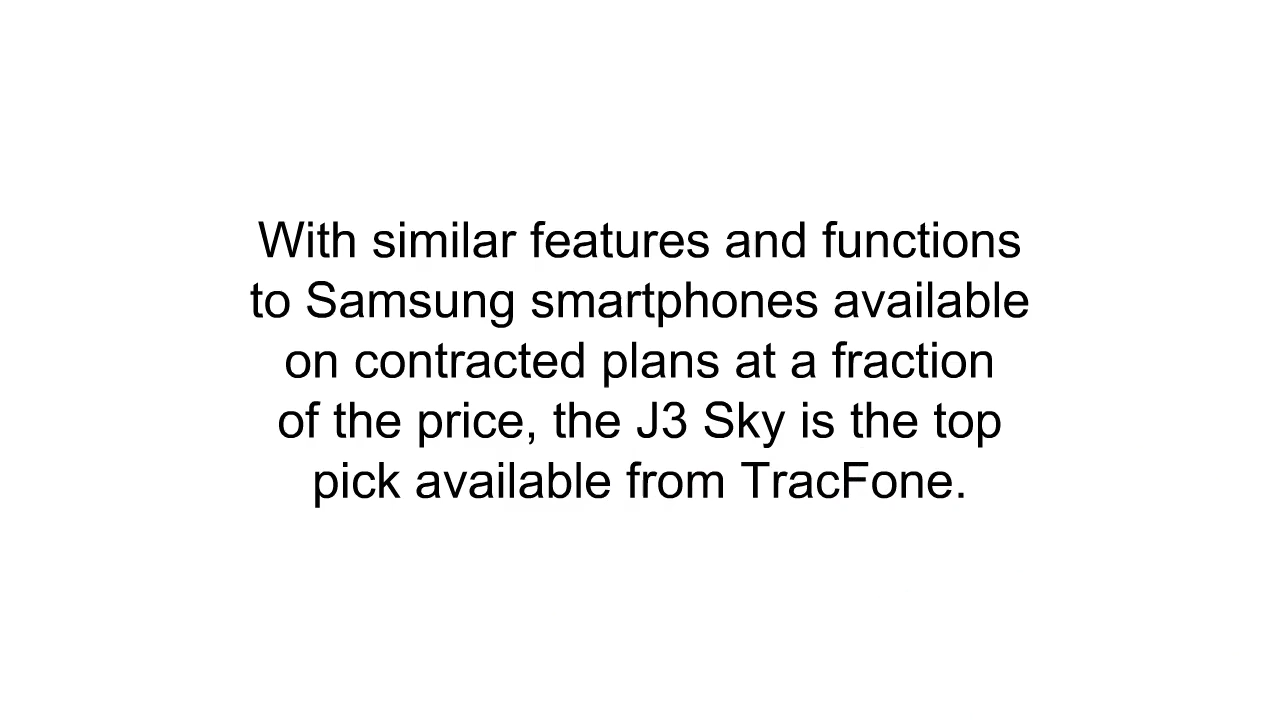 With similar features and functions
to Samsung smartphones available
on contracted plans at a fraction
of the price, the J3 Sky is the top
pick available from TracFone.